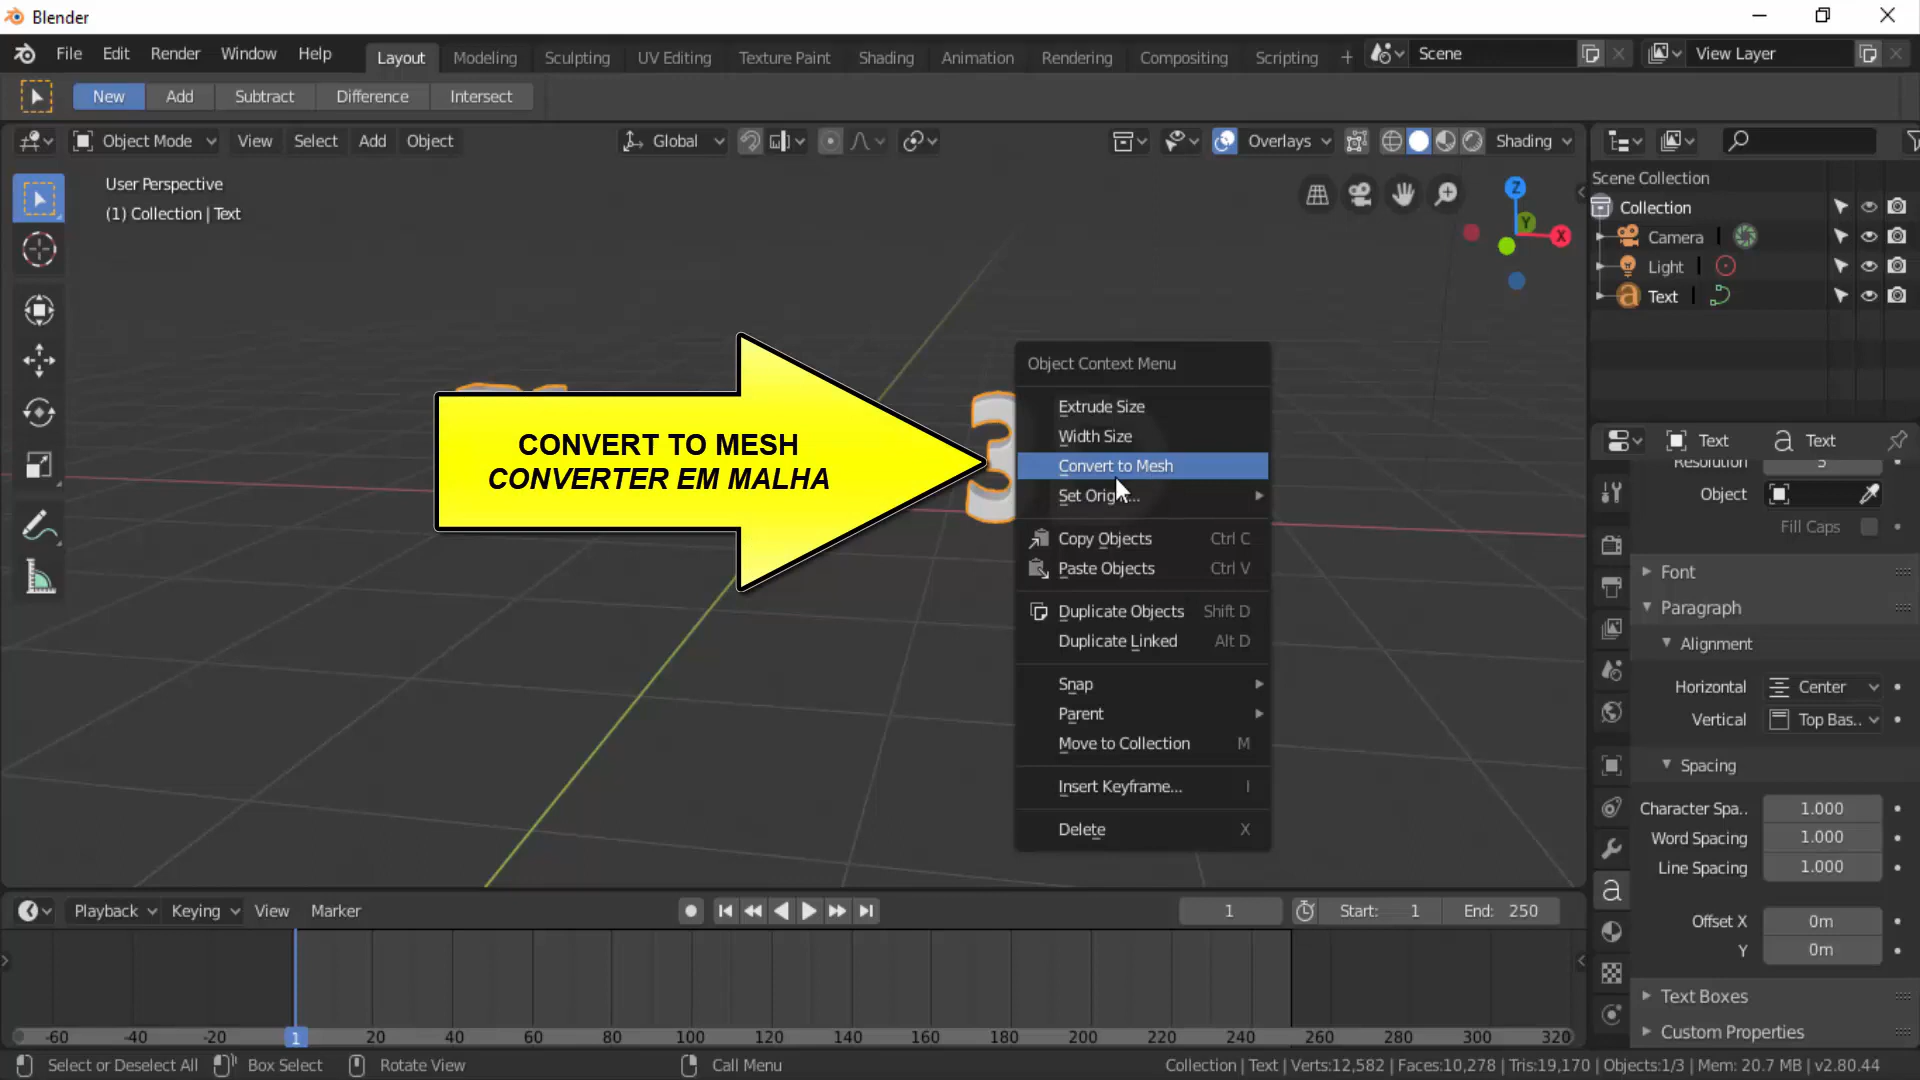 Blender
File Edit Render Window Help Layout Modeling Sculpting UV Editing Texture Paint Shading Animation Rendering Compositing Scripting + Scene View Layer
New Add Subtract Difference Intersect
Object Mode View Select Add Object Global Overlays Shading
User Perspective
(1) Collection | Text
Z
Y
X
Scene Collection
Collection
Camera
Light
Text
3
CONVERT TO MESH
CONVERTER EM MALHA
Object Context Menu
Extrude Size
Width Size
Convert to Mesh
Copy Objects Ctrl C
Paste Objects Ctrl V
Duplicate Objects Shift D
Duplicate Linked Alt D
Snap
Parent
Move to Collection M
Insert Keyframe... I
Delete X
Text a Text
Resolution
Object
Fill Caps
Font
Paragraph
Alignment
Horizontal Center
Vertical Top Bas..
Spacing
Character Spa.. 1.000
Word Spacing 1.000
Line Spacing 1.000
Offset X 0m
Y 0m
Text Boxes
Custom Properties
Playback Keying View Marker 1 Start: 1 End: 250
-60 -40 -20 1 20 40 60 80 100 120 140 160 180 200 220 240 260 280 300 320
Select or Deselect All Box Select Rotate View Call Menu Collection | Text | Verts:12,582 | Faces:10,278 | Tris:19,170 | Objects:1/3 | Mem: 20.7 MB | v2.80.44